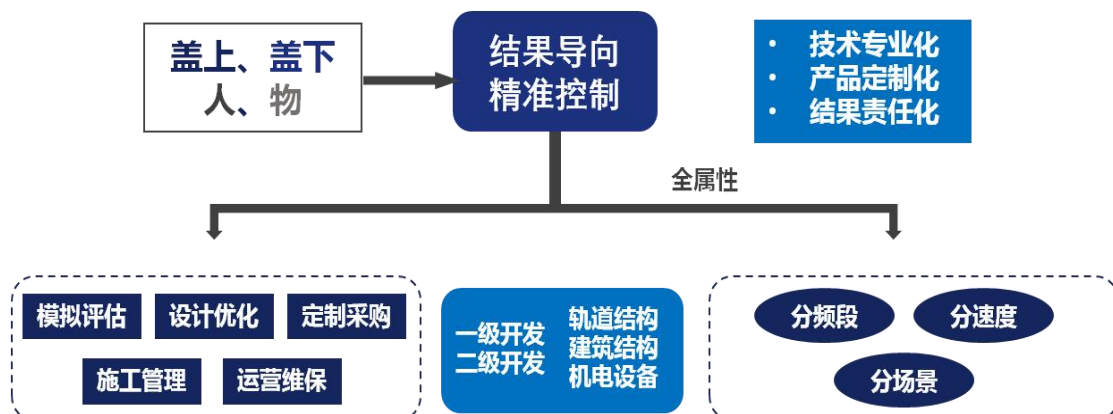 盖上、盖下
人、物
结果导向
精准控制
• 技术专业化
• 产品定制化
• 结果责任化
全属性
模拟评估
设计优化
定制采购
施工管理
运营维保
一级开发
二级开发
轨道结构
建筑结构
机电设备
分频段
分速度
分场景